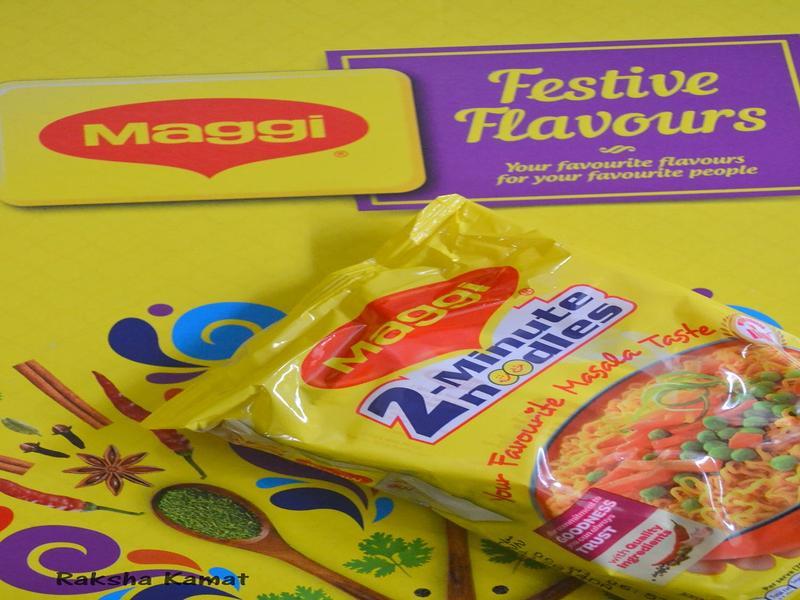 Maggi
Festive
Flavours
Your favourite flavours
for your favourite people
Maggi
2-Minute
noodles
Your Favourite Masala Taste
GOODNESS
TRUST
with Quality
Ingredients
Raksha Kamat